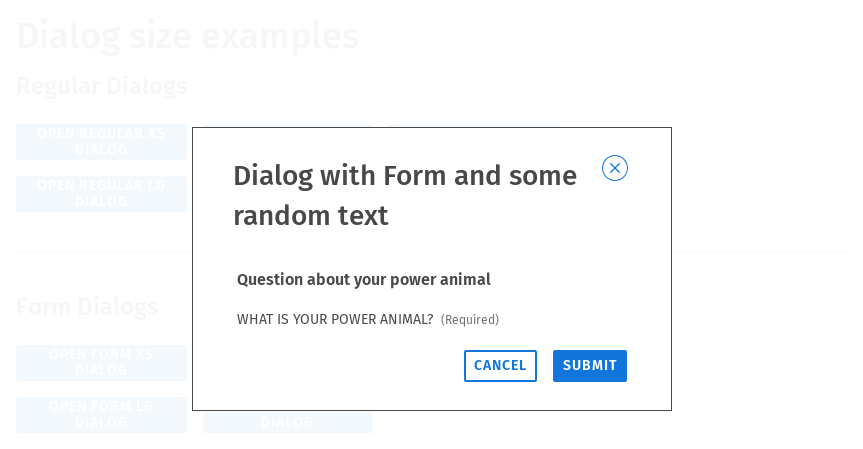 Dialog size examples
Regular Dialogs
OPEN REGULAR XS
DIALOG
OPEN REGULAR LG
DIALOG
Dialog with Form and some
random text
Question about your power animal
WHAT IS YOUR POWER ANIMAL? (Required)
CANCEL SUBMIT
Form Dialogs
OPEN FORM XS
DIALOG
OPEN FORM LG
DIALOG
DIALOG